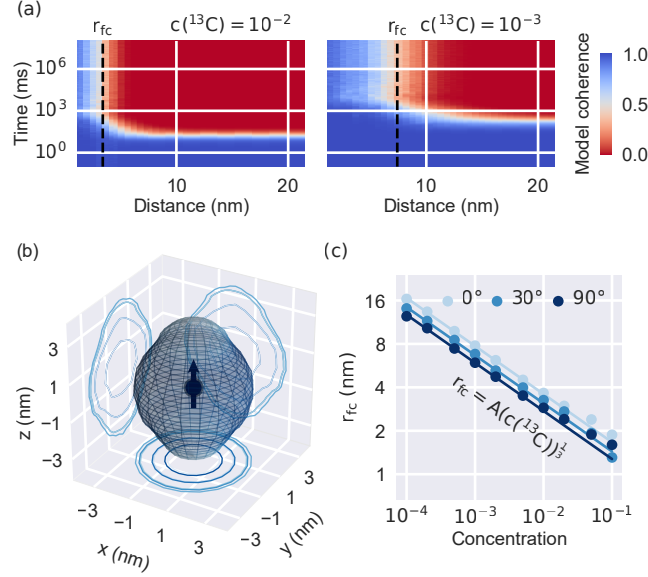 (a)
r_fc c(¹³C) = 10⁻² r_fc c(¹³C) = 10⁻³
Time (ms)
10⁶
10³
10⁰
10 20 10 20
Distance (nm) Distance (nm)
Model coherence
1.0
0.5
0.0
(b)
z (nm)
3
1
−1
−3
−3 −1 1 3
x (nm)
−3 −1 1 3
y (nm)
(c)
0° 30° 90°
r_fc (nm)
16
8
4
2
1
r_fc = A(c(¹³C))^(1/3)
10⁻⁴ 10⁻³ 10⁻² 10⁻¹
Concentration